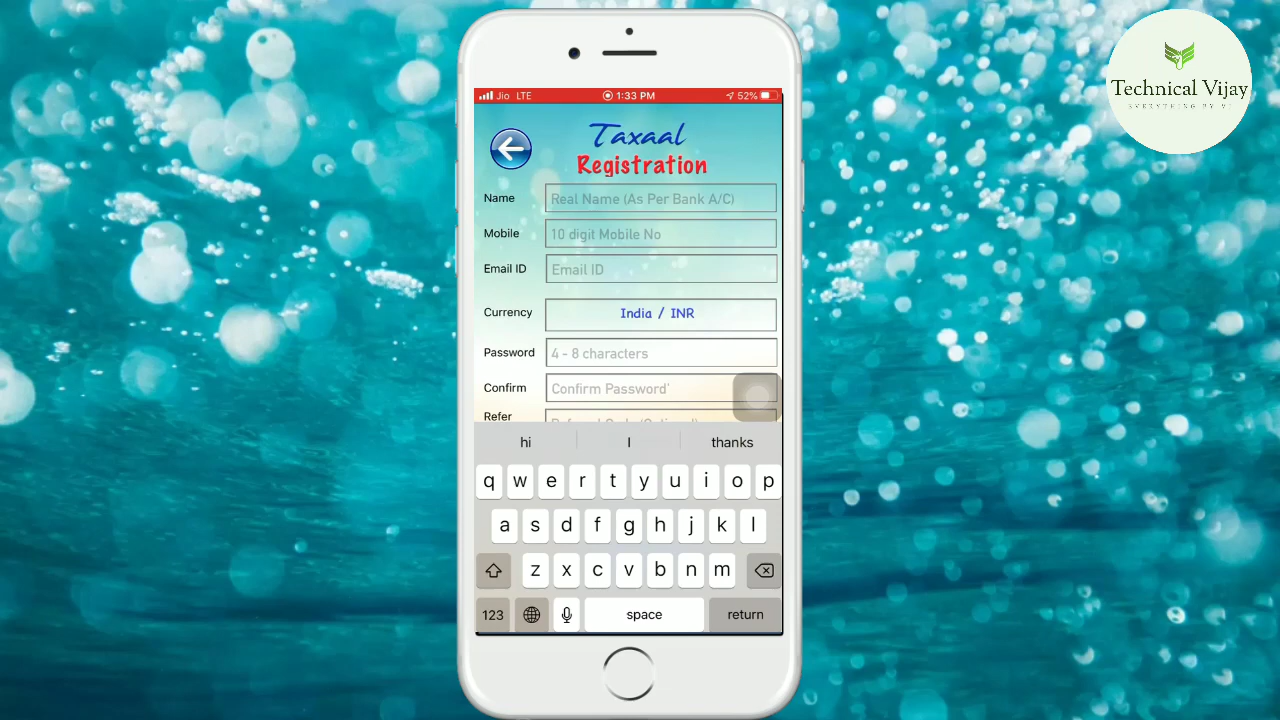 Jio LTE 1:33 PM 52%
Technical Vijay
Taxaal
Registration
Name Real Name (As Per Bank A/C)
Mobile 10 digit Mobile No
Email ID Email ID
Currency India / INR
Password 4 - 8 characters
Confirm Confirm Password'
Refer
hi I thanks
q w e r t y u i o p
a s d f g h j k l
z x c v b n m
123 space return